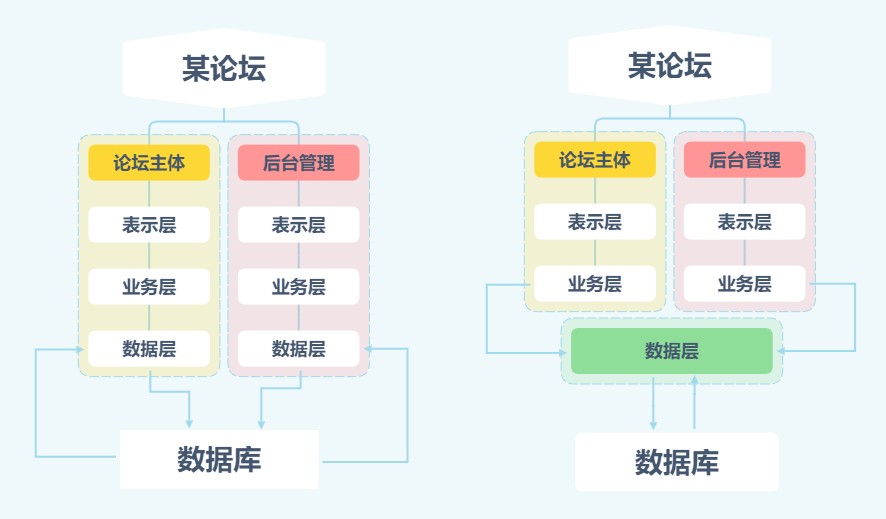 某论坛
论坛主体
后台管理
表示层
表示层
业务层
业务层
数据层
数据层
数据库
某论坛
论坛主体
后台管理
表示层
表示层
业务层
业务层
数据层
数据库